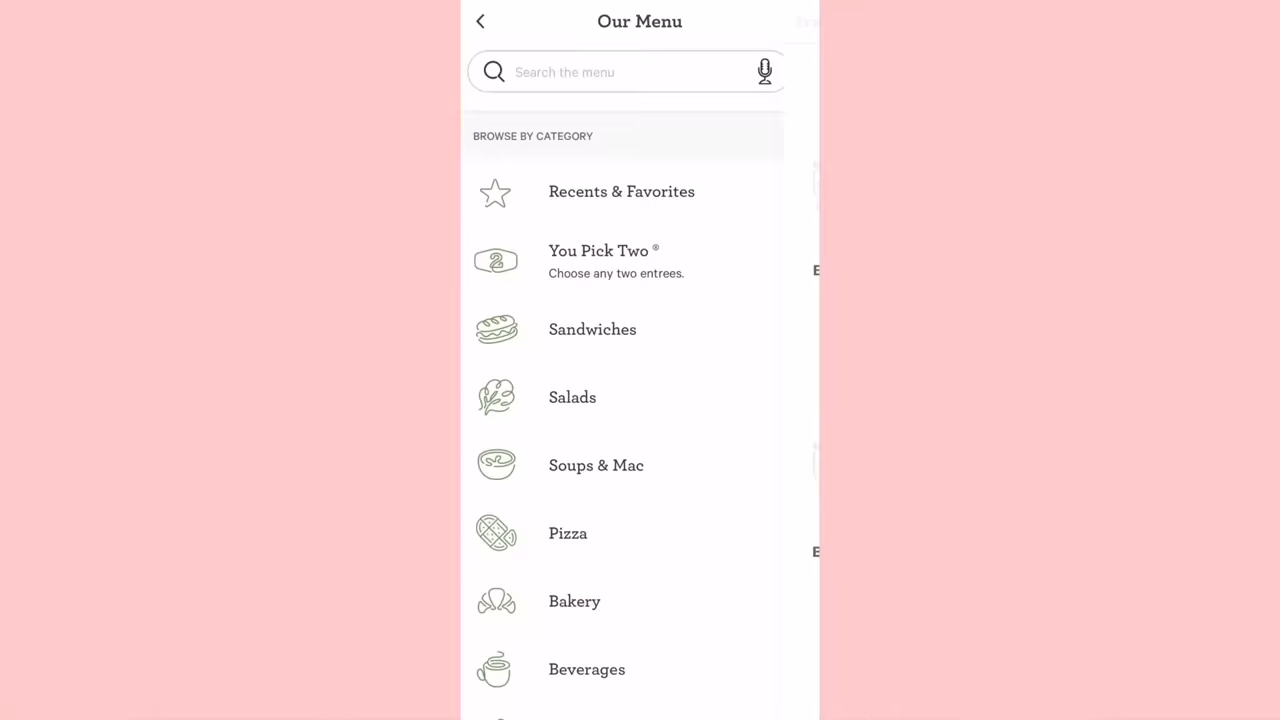 Our Menu
Search the menu
BROWSE BY CATEGORY
Recents & Favorites
You Pick Two ®
Choose any two entrees.
Sandwiches
Salads
Soups & Mac
Pizza
Bakery
Beverages